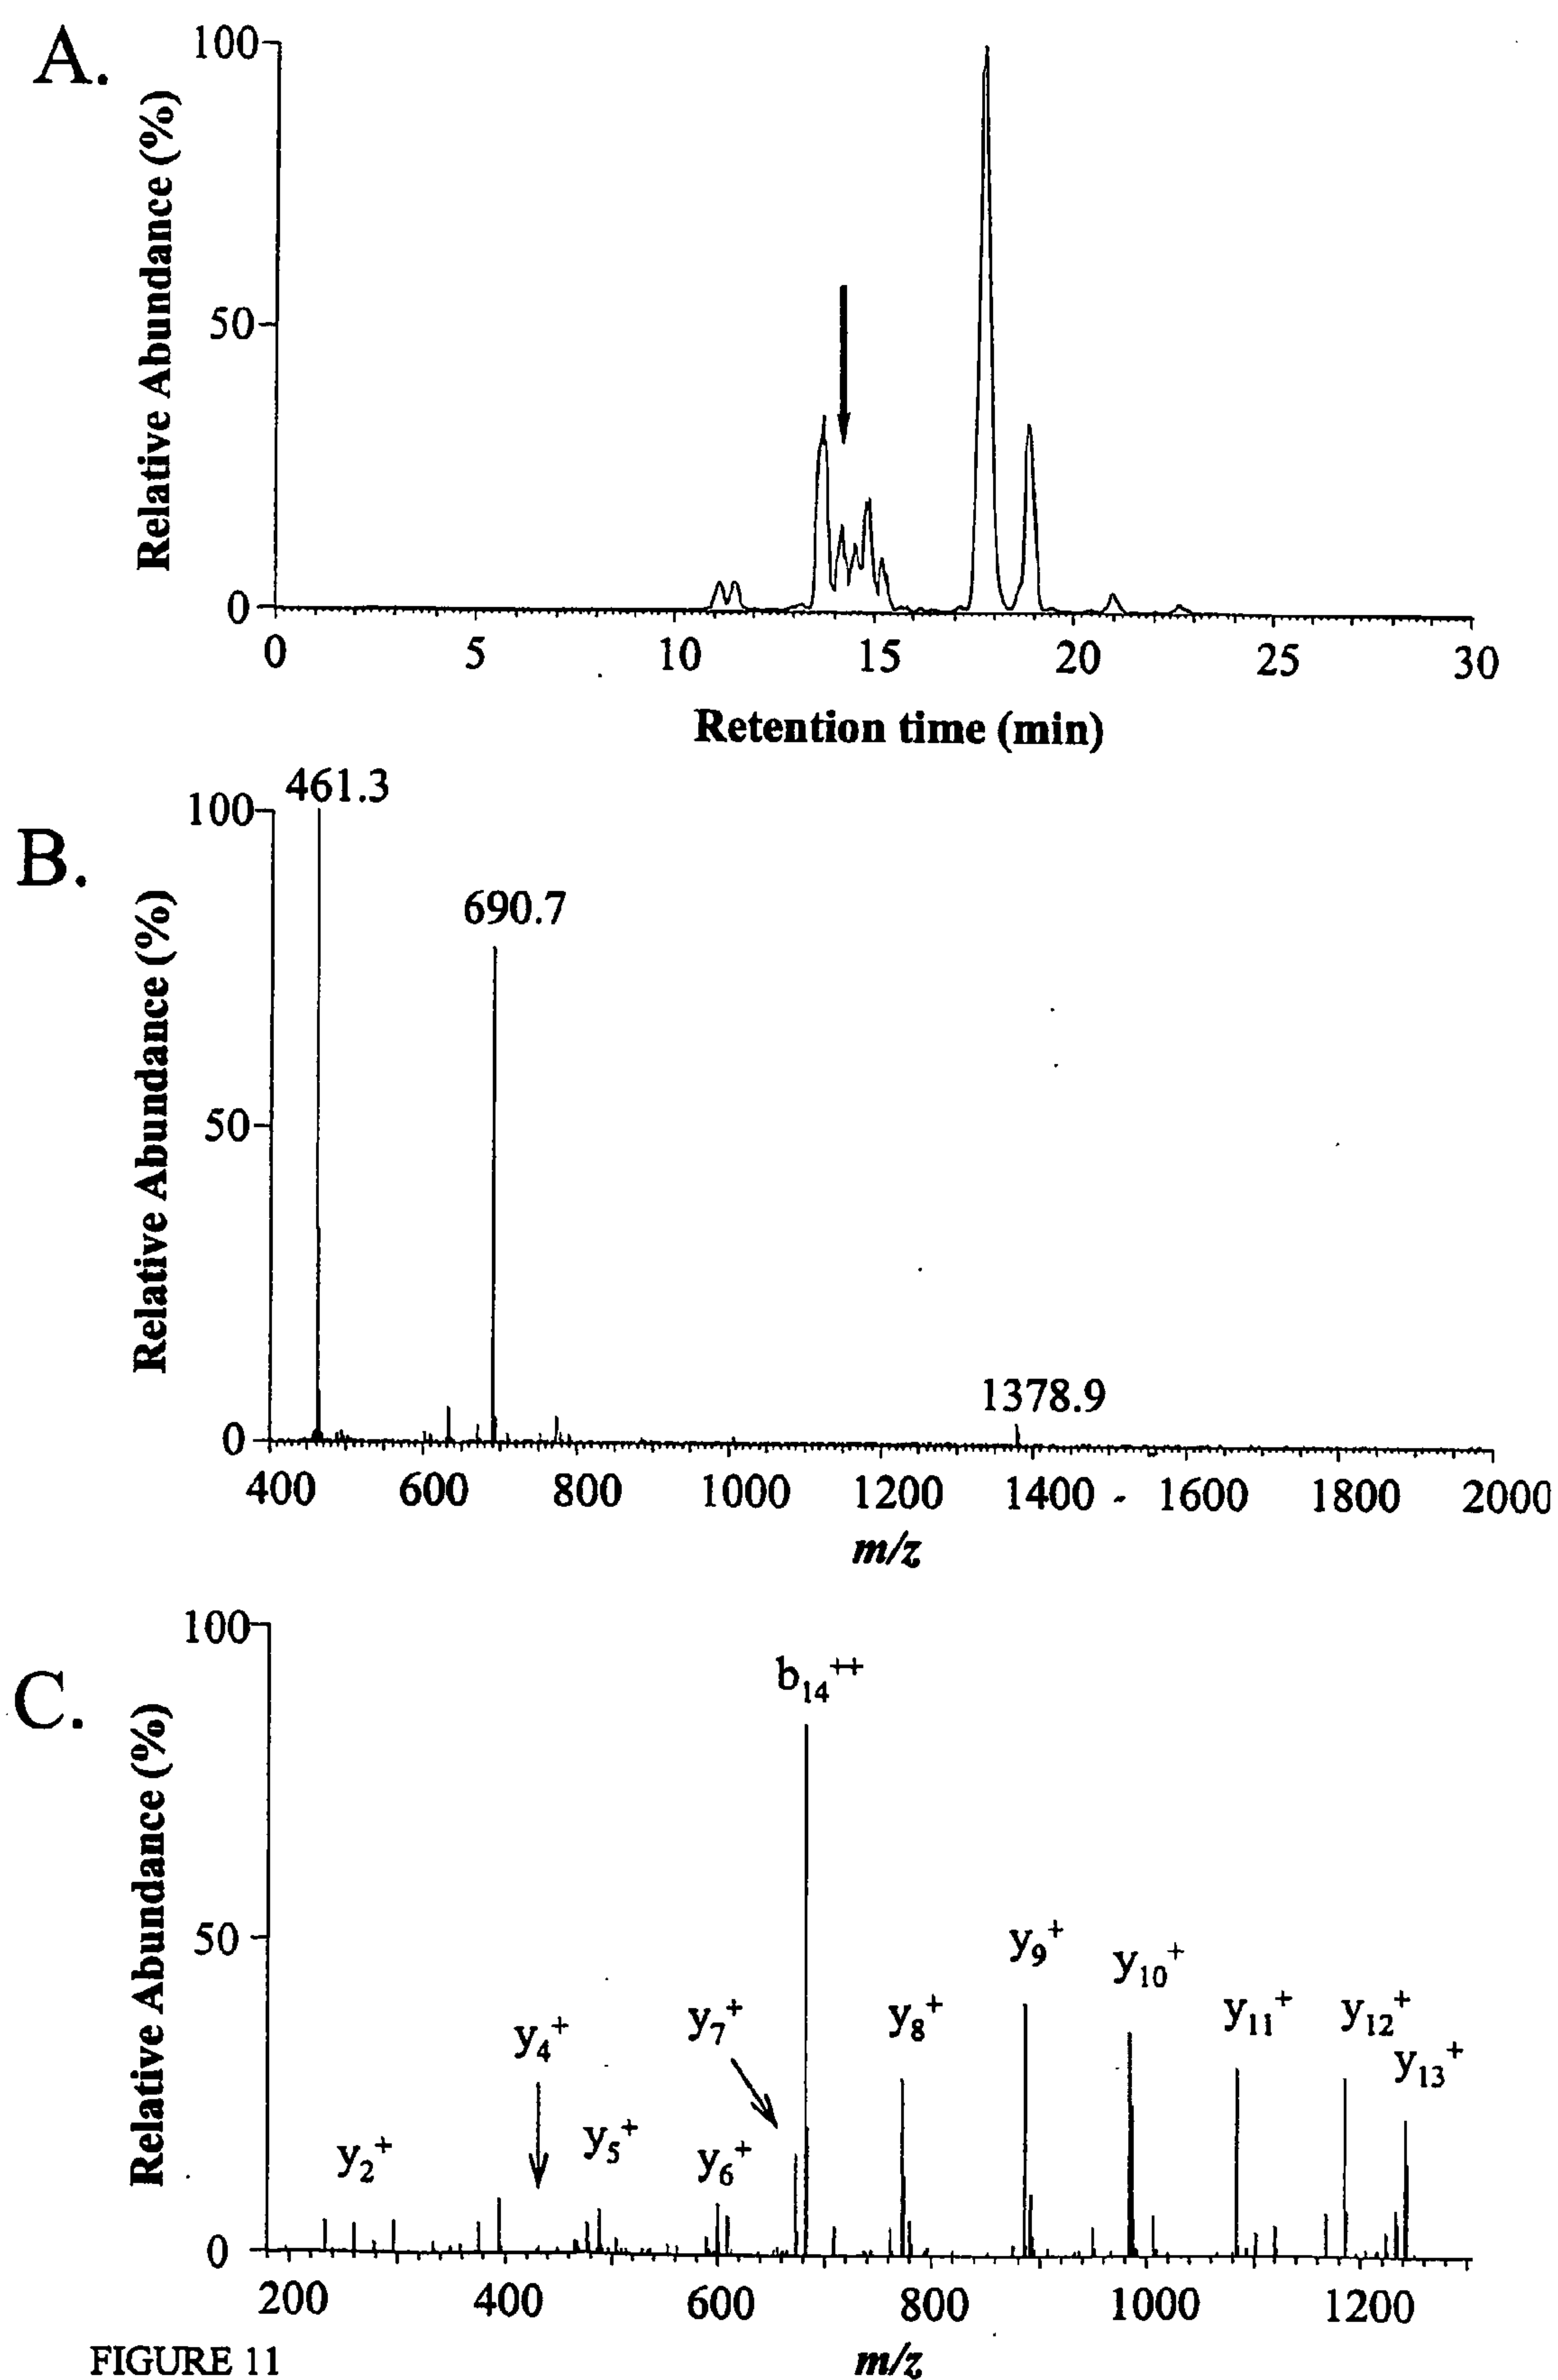 A.
Relative Abundance (%)
100
50
0
0 5 10 15 20 25 30
Retention time (min)
B.
Relative Abundance (%)
100
50
0
461.3
690.7
1378.9
400 600 800 1000 1200 1400 1600 1800 2000
m/z
C.
Relative Abundance (%)
100
50
0
b14++
y2+
y4+
y5+
y6+
y7+
y8+
y9+
y10+
y11+
y12+
y13+
200 400 600 800 1000 1200
m/z
FIGURE 11